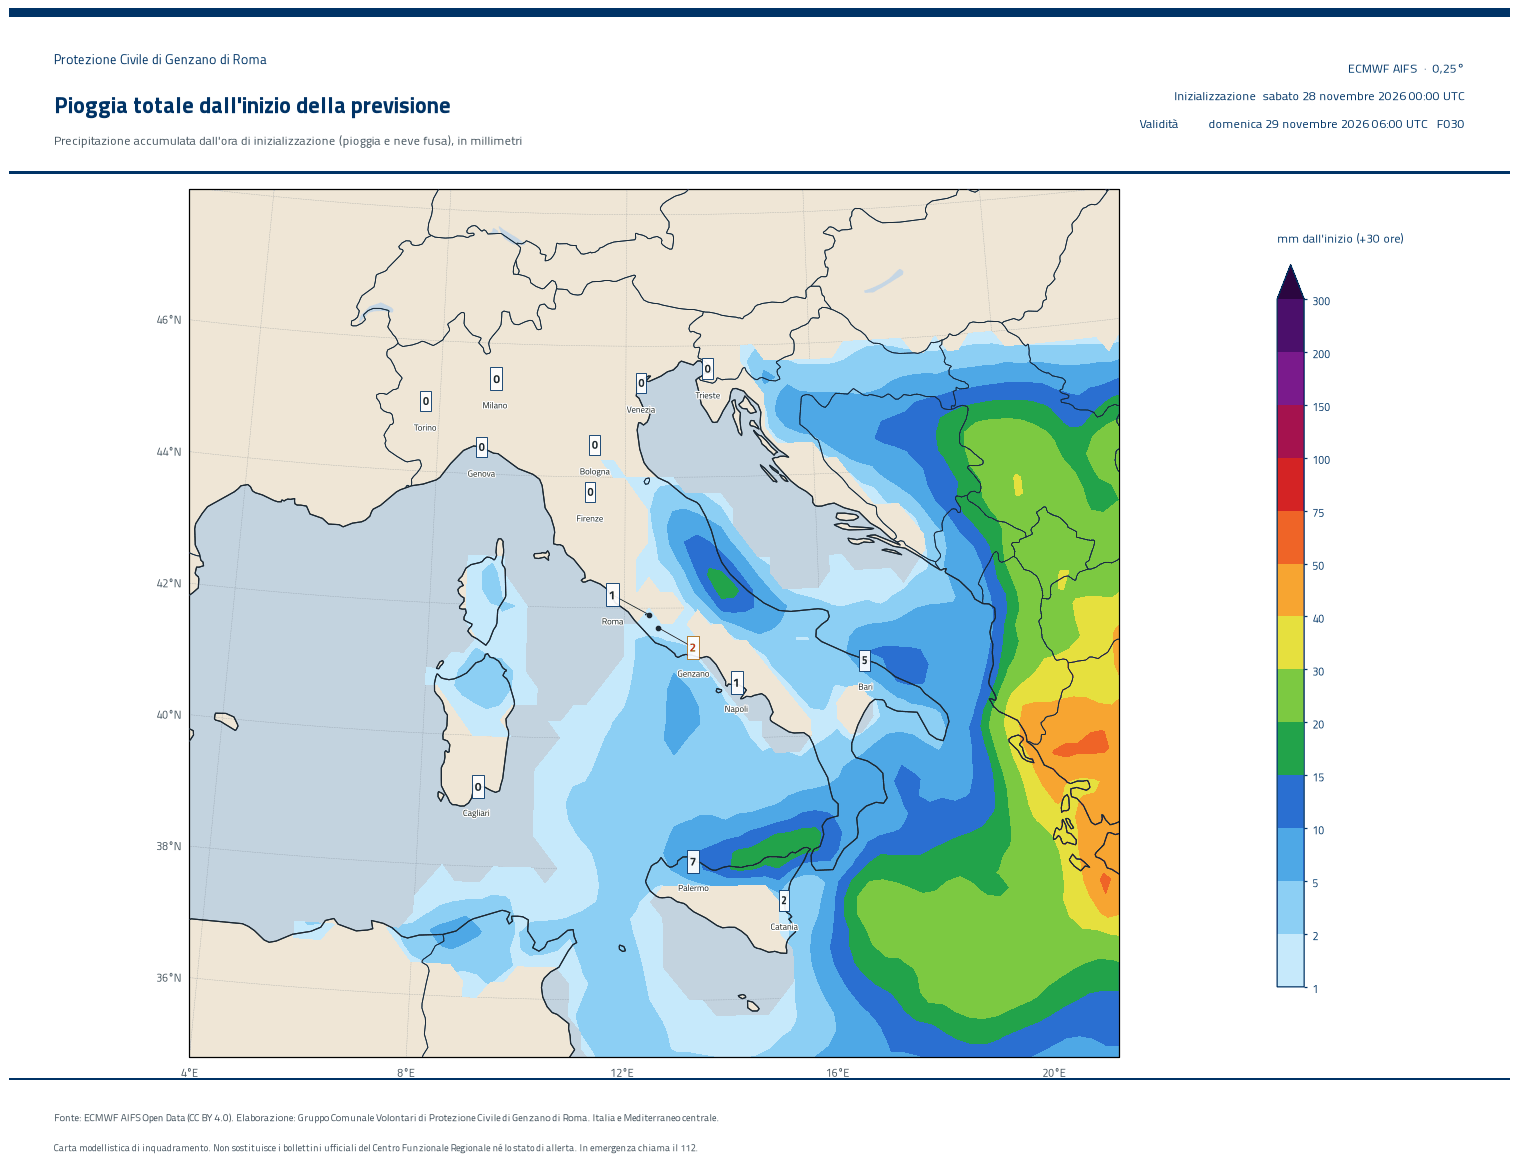 Protezione Civile di Genzano di Roma
Pioggia totale dall'inizio della previsione
Precipitazione accumulata dall'ora di inizializzazione (pioggia e neve fusa), in millimetri
ECMWF AIFS · 0,25°
Inizializzazione sabato 28 novembre 2026 00:00 UTC
Validità domenica 29 novembre 2026 06:00 UTC F030
mm dall'inizio (+30 ore)
300
200
150
100
75
50
40
30
20
15
10
5
2
1
46°N
44°N
42°N
40°N
38°N
36°N
4°E
8°E
12°E
16°E
20°E
0
Trieste
0
Milano
0
Venezia
0
Torino
0
Genova
0
Bologna
0
Firenze
1
Roma
2
Genzano
5
Bari
1
Napoli
0
Cagliari
7
Palermo
2
Catania
Fonte: ECMWF AIFS Open Data (CC BY 4.0). Elaborazione: Gruppo Comunale Volontari di Protezione Civile di Genzano di Roma. Italia e Mediterraneo centrale.
Carta modellistica di inquadramento. Non sostituisce i bollettini ufficiali del Centro Funzionale Regionale né lo stato di allerta. In emergenza chiama il 112.